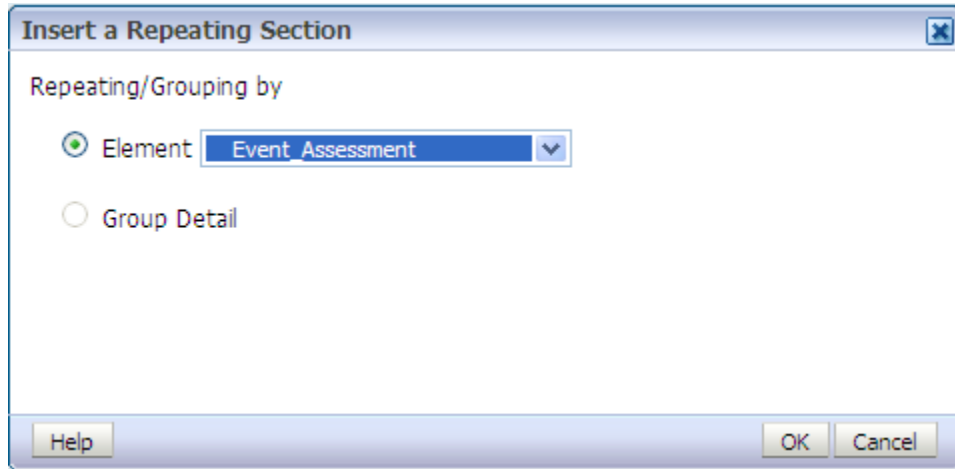 Insert a Repeating Section
Repeating/Grouping by
Element Event_Assessment
Group Detail
Help OK Cancel